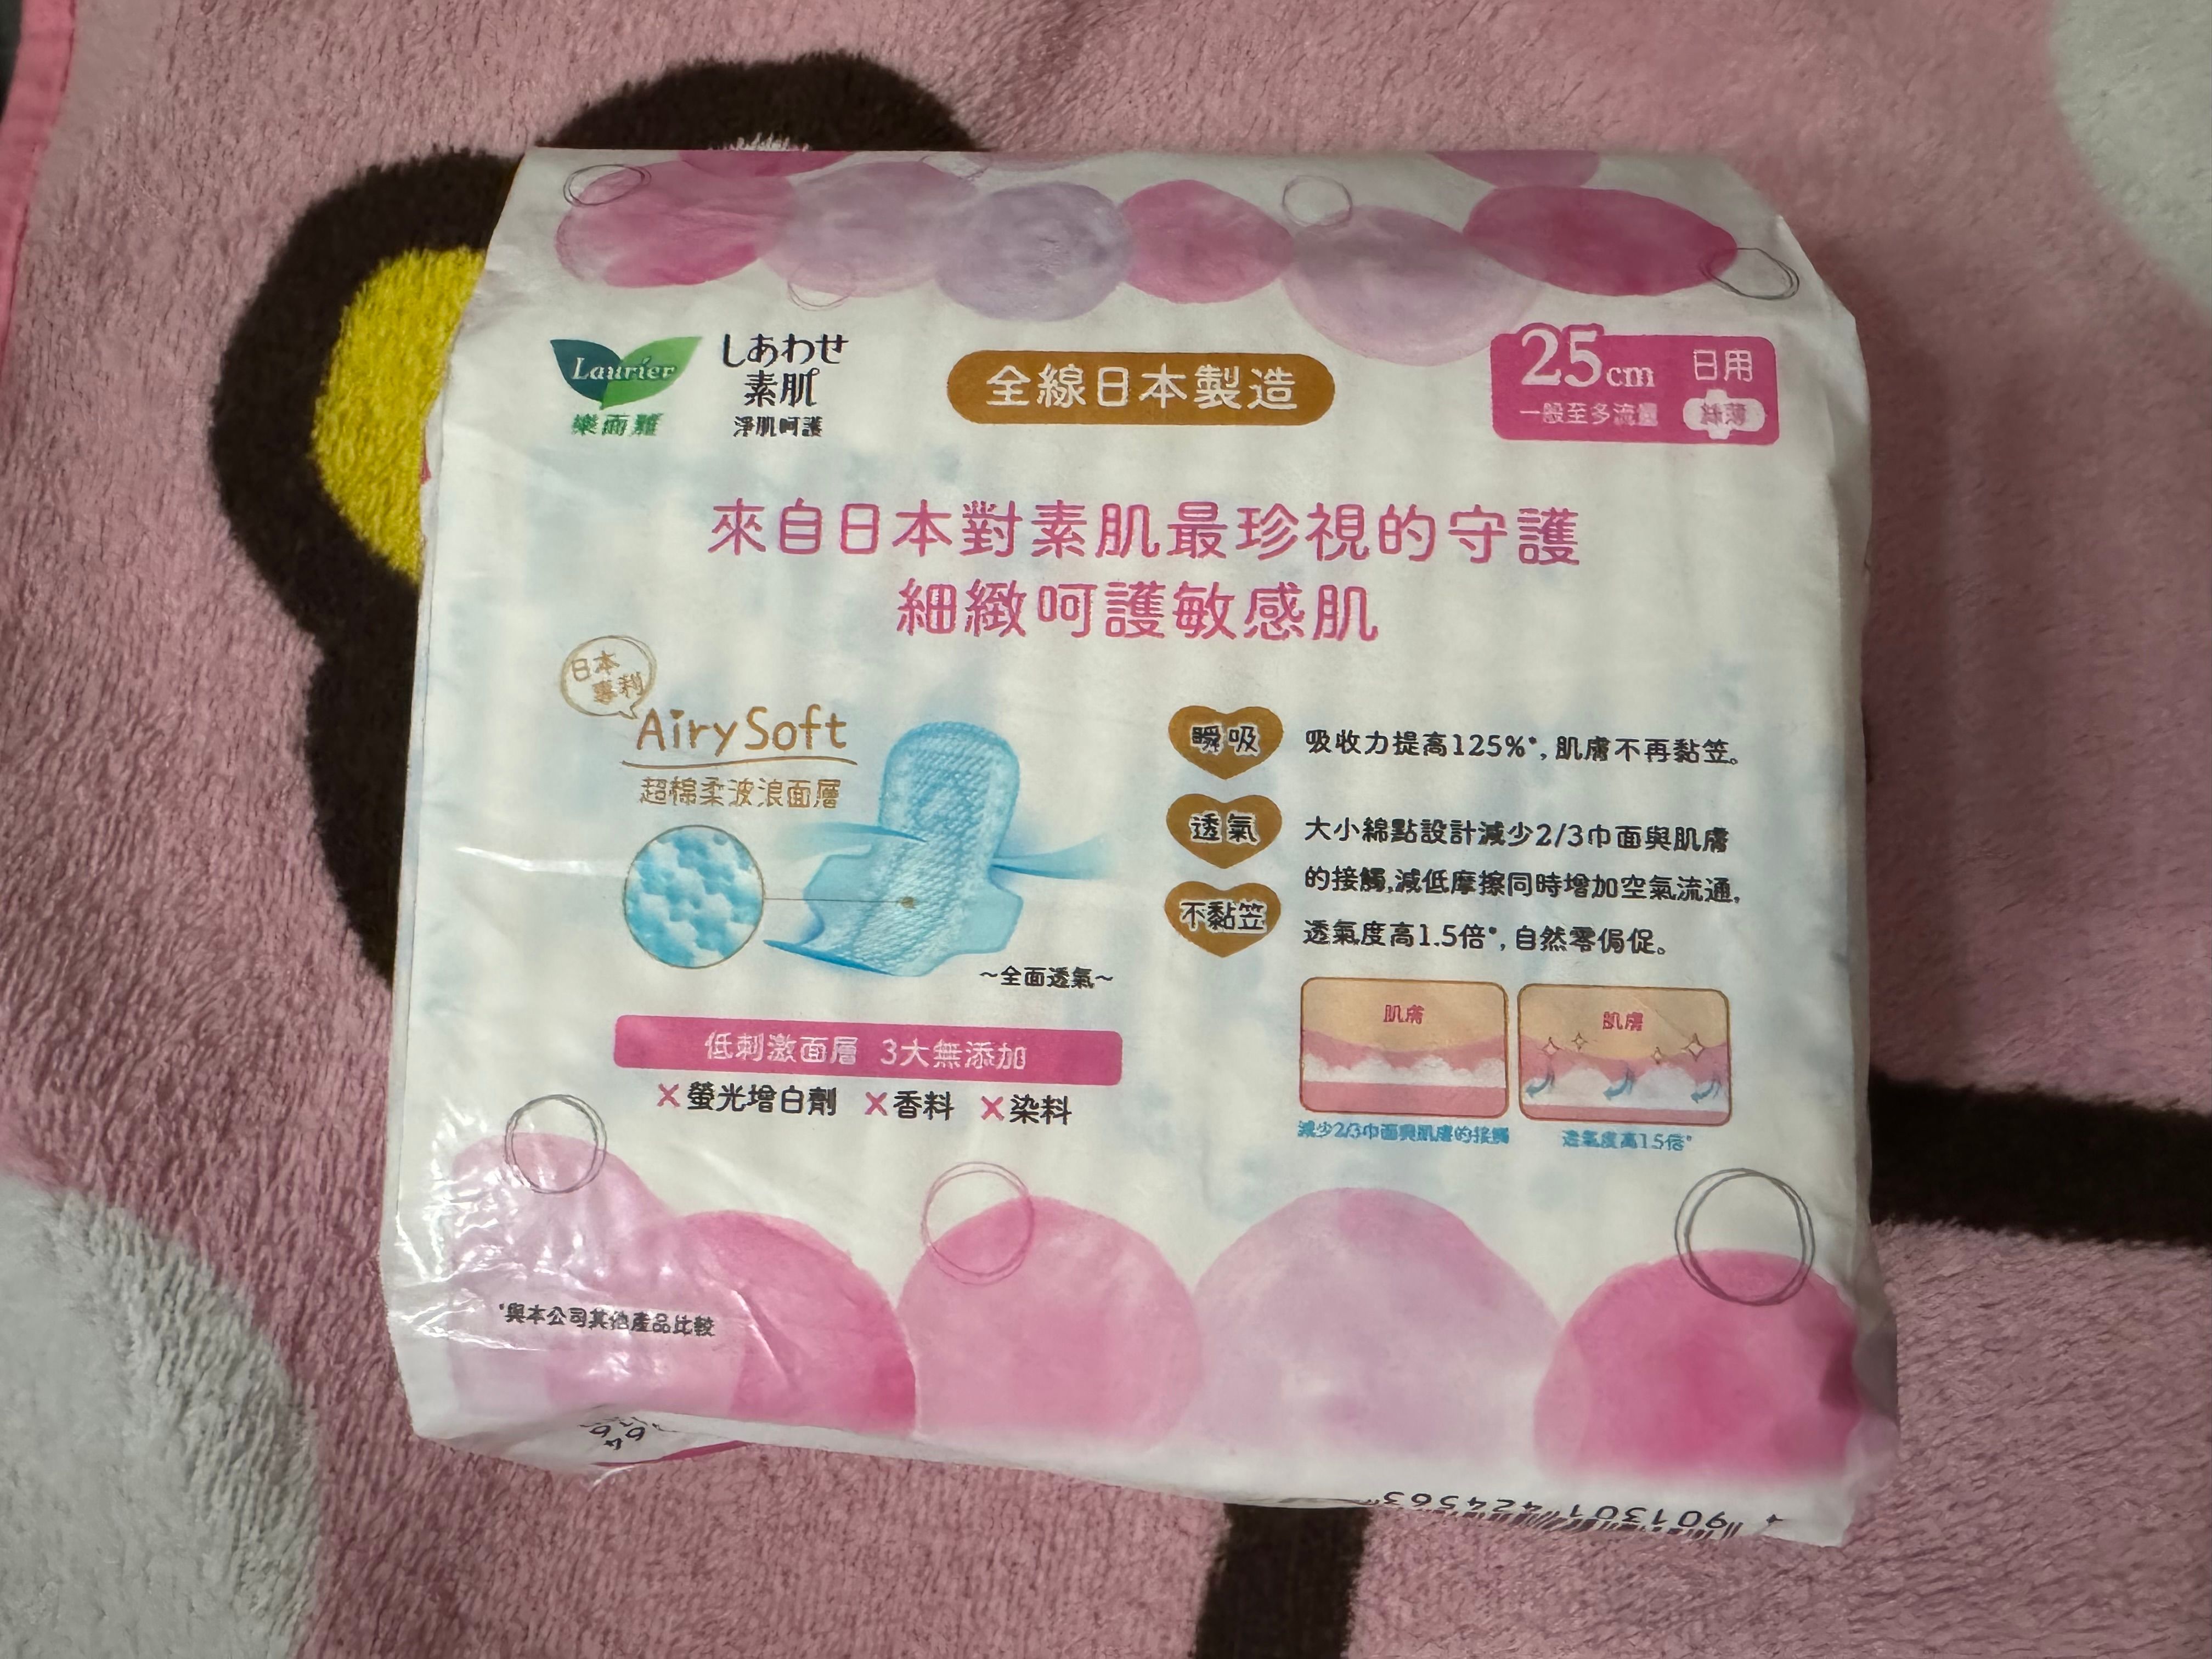 Laurier
樂而雅
しあわせ
素肌
淨肌呵護
全線日本製造
25cm 日用
一般至多流量 絲薄
來自日本對素肌最珍視的守護
細緻呵護敏感肌
日本
專利
Airy Soft
超棉柔波浪面層
~全面透氣~
瞬吸 吸收力提高125%*,肌膚不再黏笠。
透氣 大小綿點設計減少2/3巾面與肌膚
的接觸,減低摩擦同時增加空氣流通,
不黏笠 透氣度高1.5倍*,自然零侷促。
低刺激面層 3大無添加
×螢光增白劑 ×香料 ×染料
肌膚
肌膚
減少2/3巾面與肌膚的接觸
透氣度高1.5倍*
*與本公司其他產品比較
4 901301 424563